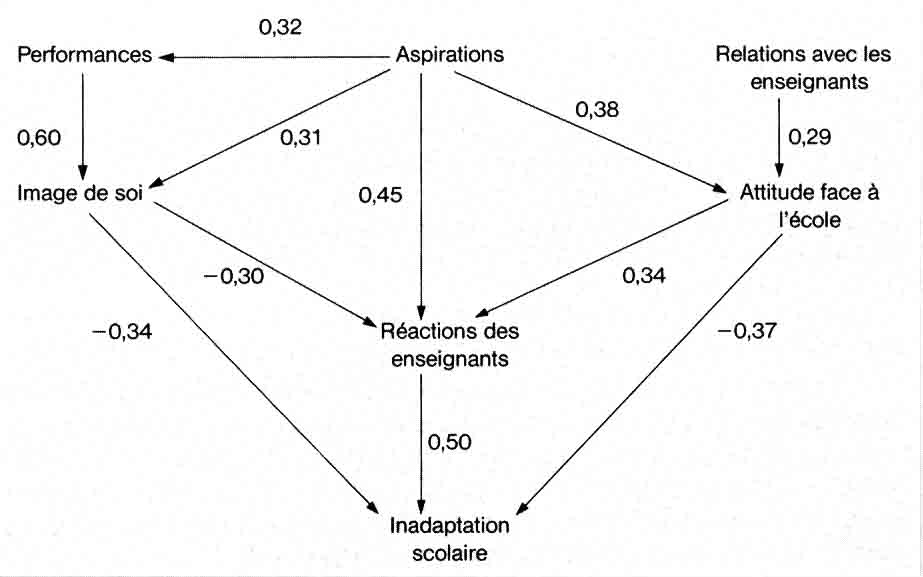 0,32
Performances
Aspirations
Relations avec les
enseignants
0,60
0,31
0,38
0,29
Image de soi
0,45
Attitude face à
l'école
−0,30
0,34
−0,34
Réactions des
enseignants
−0,37
0,50
Inadaptation
scolaire